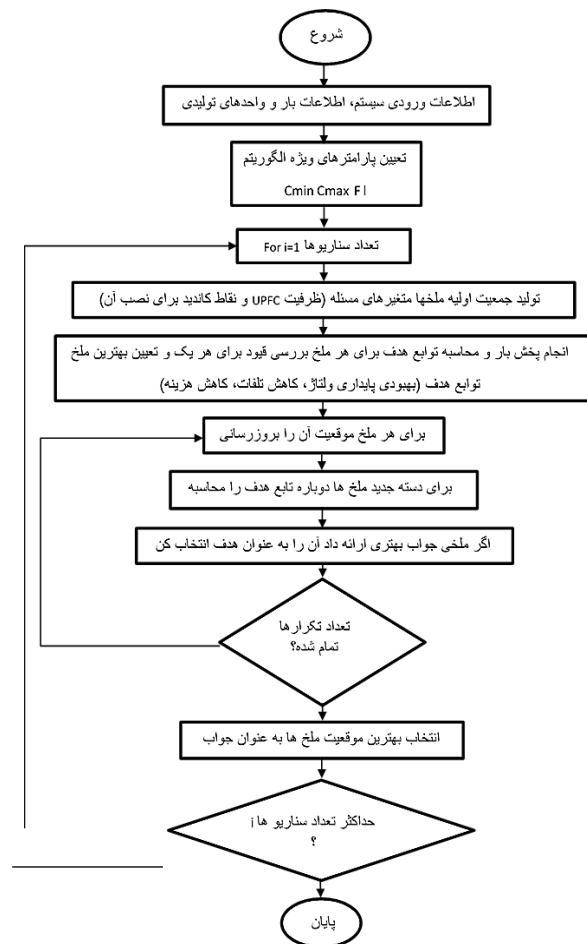 شروع
اطلاعات ورودی سیستم، اطلاعات بار و واحدهای تولیدی
تعیین پارامترهای ویژه الگوریتم
Cmin Cmax F l
For i=1 تعداد سناریوها
تولید جمعیت اولیه ملخها متغیرهای مسئله (ظرفیت UPFC و نقاط کاندید برای نصب آن)
انجام پخش بار و محاسبه توابع هدف برای هر ملخ بررسی قیود برای هر یک و تعیین بهترین ملخ
توابع هدف (بهبودی پایداری ولتاژ، کاهش تلفات، کاهش هزینه)
برای هر ملخ موقعیت آن را بروزرسانی
برای دسته جدید ملخ ها دوباره تابع هدف را محاسبه
اگر ملخی جواب بهتری ارائه داد آن را به عنوان هدف انتخاب کن
تعداد تکرارها
تمام شده؟
انتخاب بهترین موقعیت ملخ ها به عنوان جواب
حداکثر تعداد سناریو ها i
؟
پایان